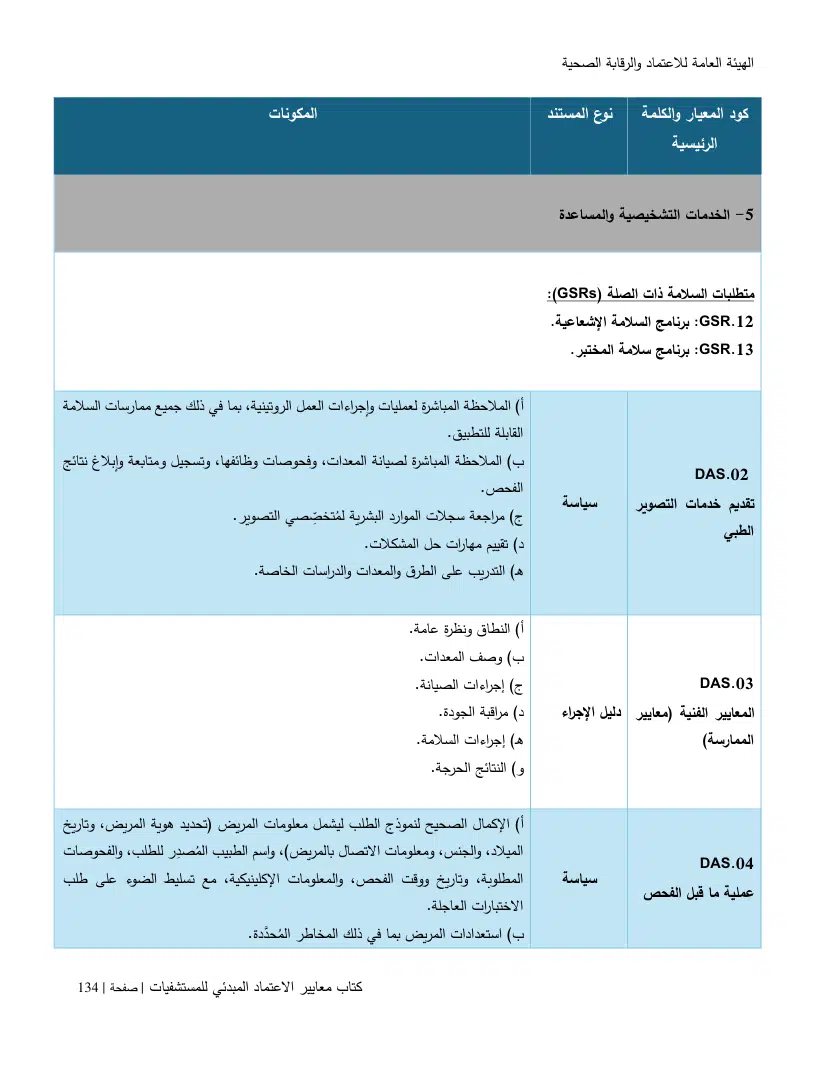 الهيئة العامة للاعتماد والرقابة الصحية
كود المعيار والكلمة
الرئيسية
نوع المستند
المكونات
5- الخدمات التشخيصية والمساعدة
متطلبات السلامة ذات الصلة (GSRs):
GSR.12: برنامج السلامة الإشعاعية.
GSR.13: برنامج سلامة المختبر.
DAS.02
تقديم خدمات التصوير
الطبي
سياسة
أ) الملاحظة المباشرة لعمليات وإجراءات العمل الروتينية، بما في ذلك جميع ممارسات السلامة
القابلة للتطبيق.
ب) الملاحظة المباشرة لصيانة المعدات، وفحوصات وظائفها، وتسجيل ومتابعة وإبلاغ نتائج
الفحص.
ج) مراجعة سجلات الموارد البشرية لمُتخصِّصي التصوير.
د) تقييم مهارات حل المشكلات.
هـ) التدريب على الطرق والمعدات والدراسات الخاصة.
DAS.03
المعايير الفنية (معايير
الممارسة)
دليل الإجراء
أ) النطاق ونظرة عامة.
ب) وصف المعدات.
ج) إجراءات الصيانة.
د) مراقبة الجودة.
هـ) إجراءات السلامة.
و) النتائج الحرجة.
DAS.04
عملية ما قبل الفحص
سياسة
أ) الإكمال الصحيح لنموذج الطلب ليشمل معلومات المريض (تحديد هوية المريض، وتاريخ
الميلاد، والجنس، ومعلومات الاتصال بالمريض)، واسم الطبيب المُصدِر للطلب، والفحوصات
المطلوبة، وتاريخ ووقت الفحص، والمعلومات الإكلينيكية، مع تسليط الضوء على طلب
الاختبارات العاجلة.
ب) استعدادات المريض بما في ذلك المخاطر المُحدَّدة.
كتاب معايير الاعتماد المبدئي للمستشفيات | صفحة | 134